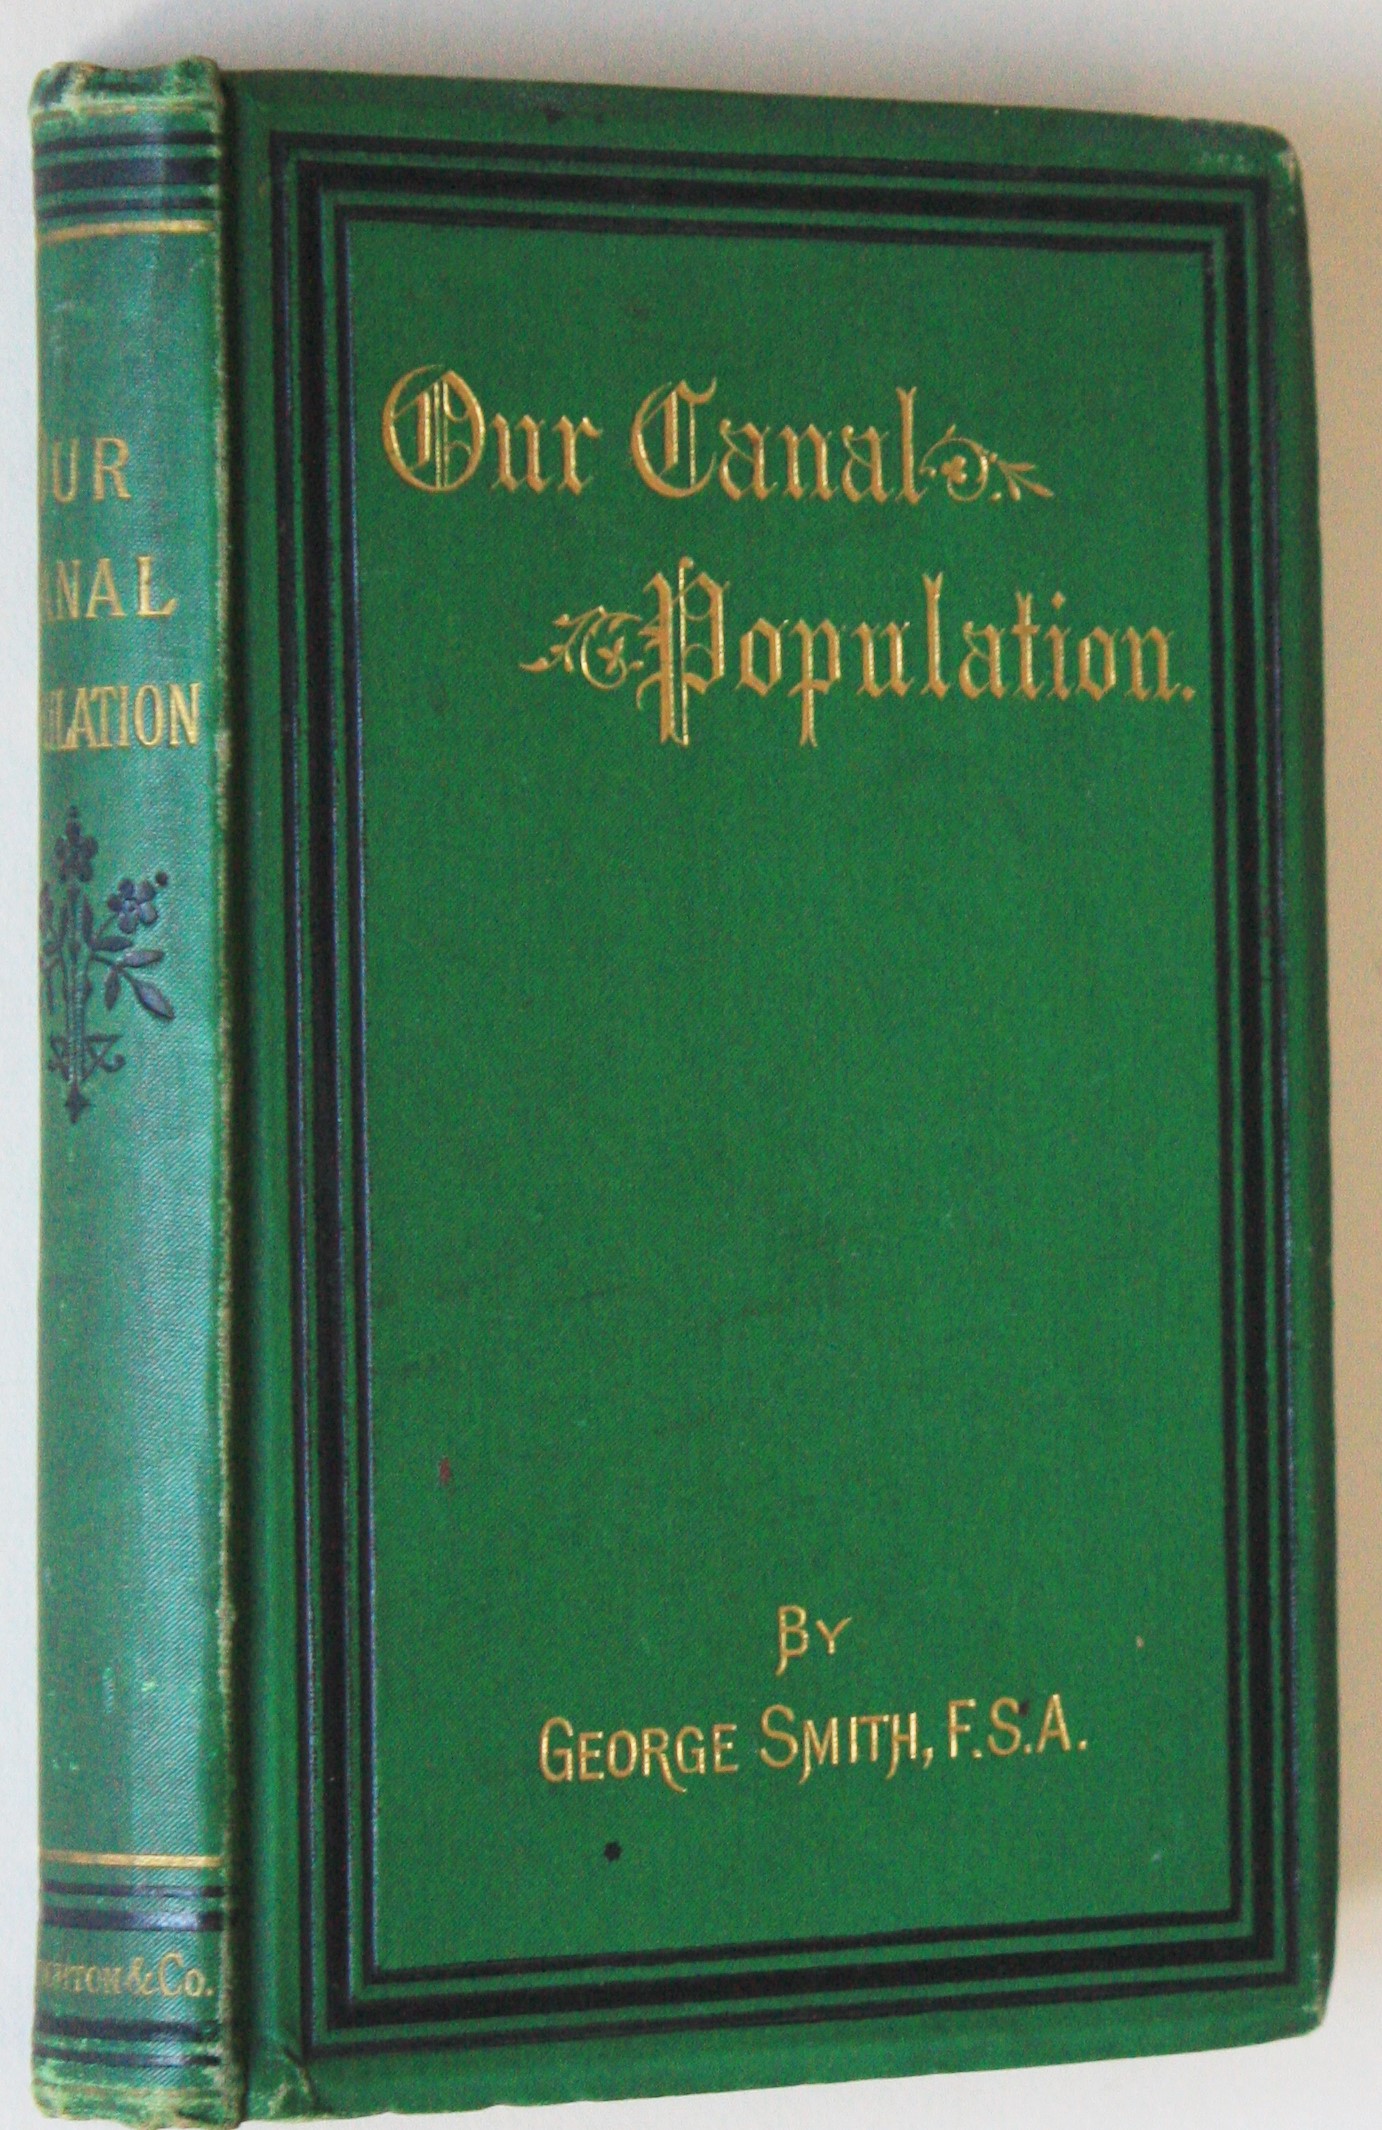 Our Canal
Population.
By
George Smith, F.S.A.
OUR
ANAL
LATION
& Co.